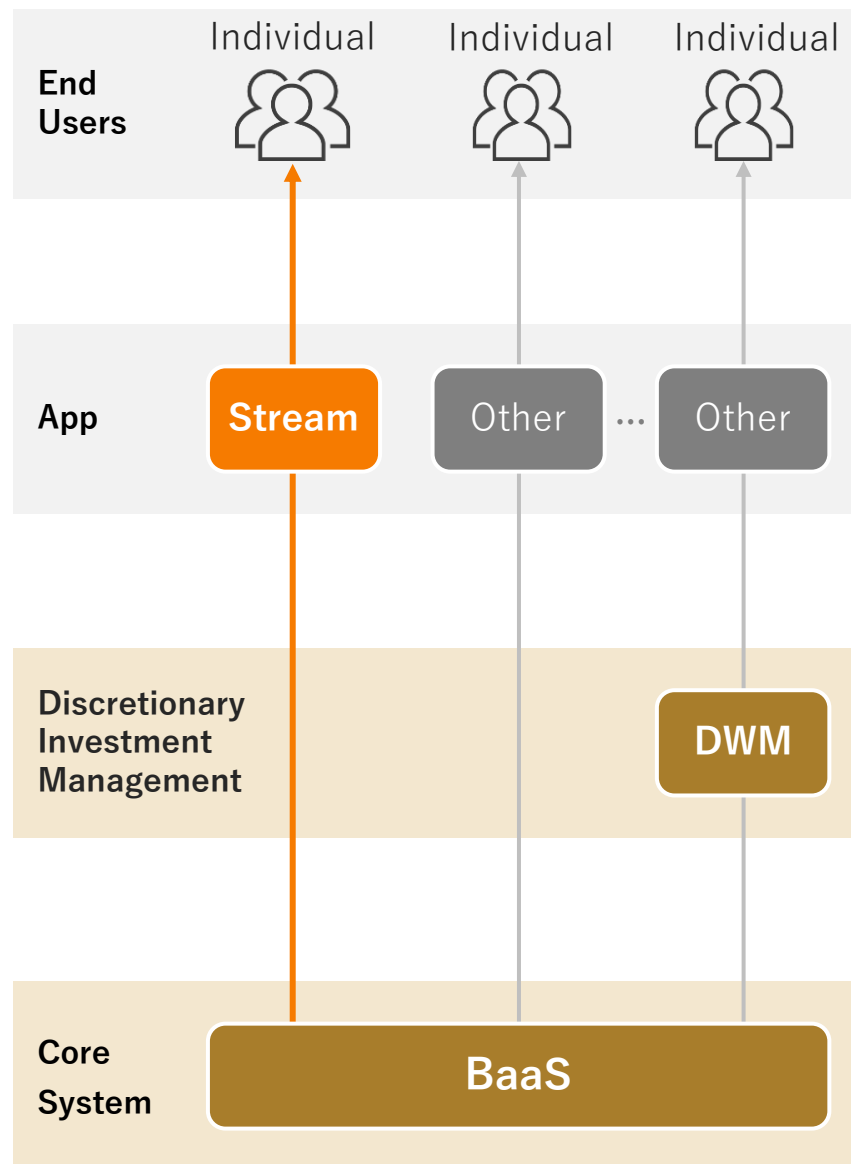 Individual
Individual
Individual
End
Users
App
Stream
Other
...
Other
Discretionary
Investment
Management
DWM
Core
System
BaaS